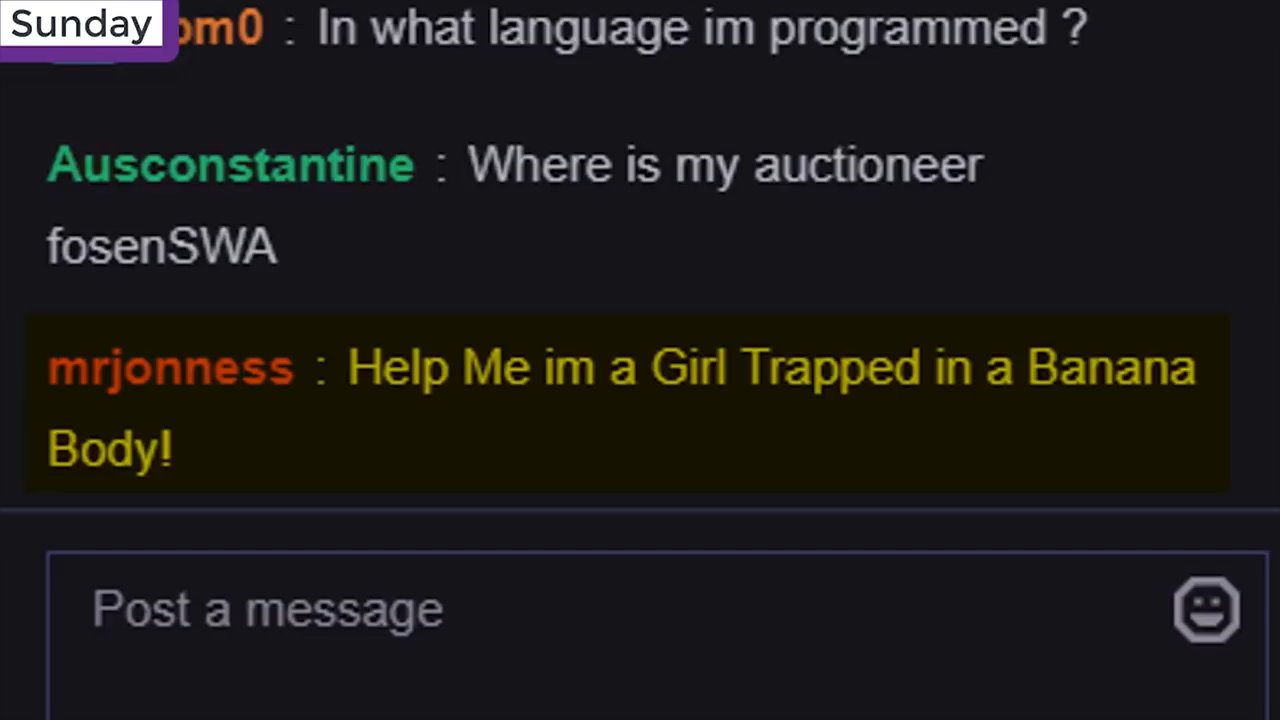 Sunday
om0 : In what language im programmed ?
Ausconstantine : Where is my auctioneer
fosenSWA
mrjonness : Help Me im a Girl Trapped in a Banana
Body!
Post a message